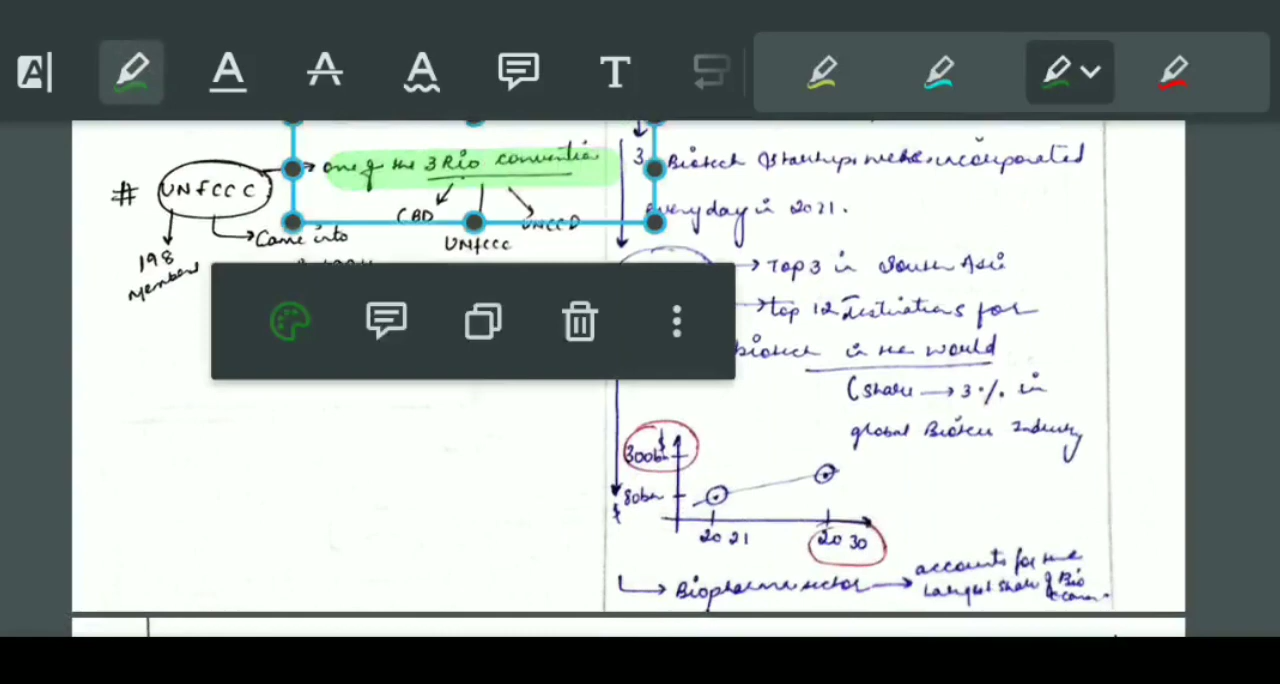 → one of the 3 Rio convention
# UNFCCC
CBD
UNFCCC
UNCCD
198 members
→ Came into
3 Biotech startups were incorporated
everyday in 2021.
→ Top 3 in South Asia
→ top 12 destinations for
biotech in the world
(share → 3% in
global Biotech Industry
300bn $
80bn $
2021
2030
→ Biopharma sector → accounts for the
largest share of Bio